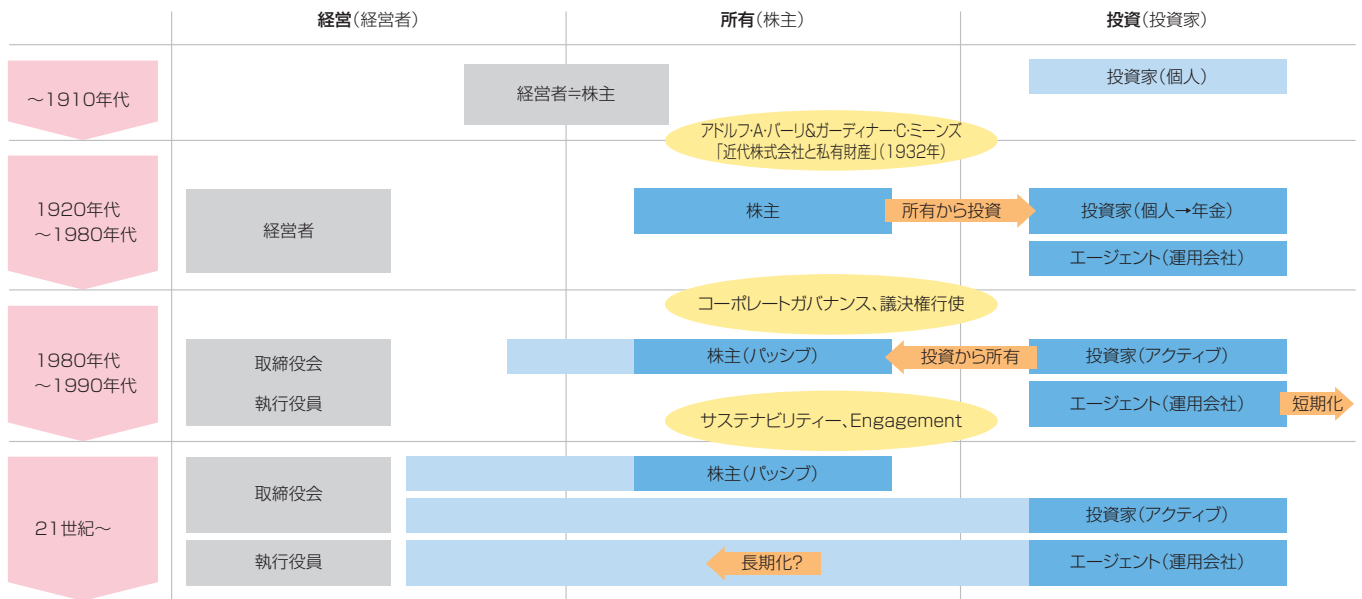 経営(経営者)
所有(株主)
投資(投資家)
～1910年代
経営者≒株主
投資家(個人)
アドルフ・A・バーリ&ガーディナー・C・ミーンズ
「近代株式会社と私有財産」(1932年)
1920年代
～1980年代
経営者
株主
所有から投資
投資家(個人→年金)
エージェント(運用会社)
コーポレートガバナンス、議決権行使
1980年代
～1990年代
取締役会
執行役員
株主(パッシブ)
投資から所有
投資家(アクティブ)
エージェント(運用会社)
短期化
サステナビリティー、Engagement
21世紀～
取締役会
株主(パッシブ)
投資家(アクティブ)
執行役員
長期化?
エージェント(運用会社)